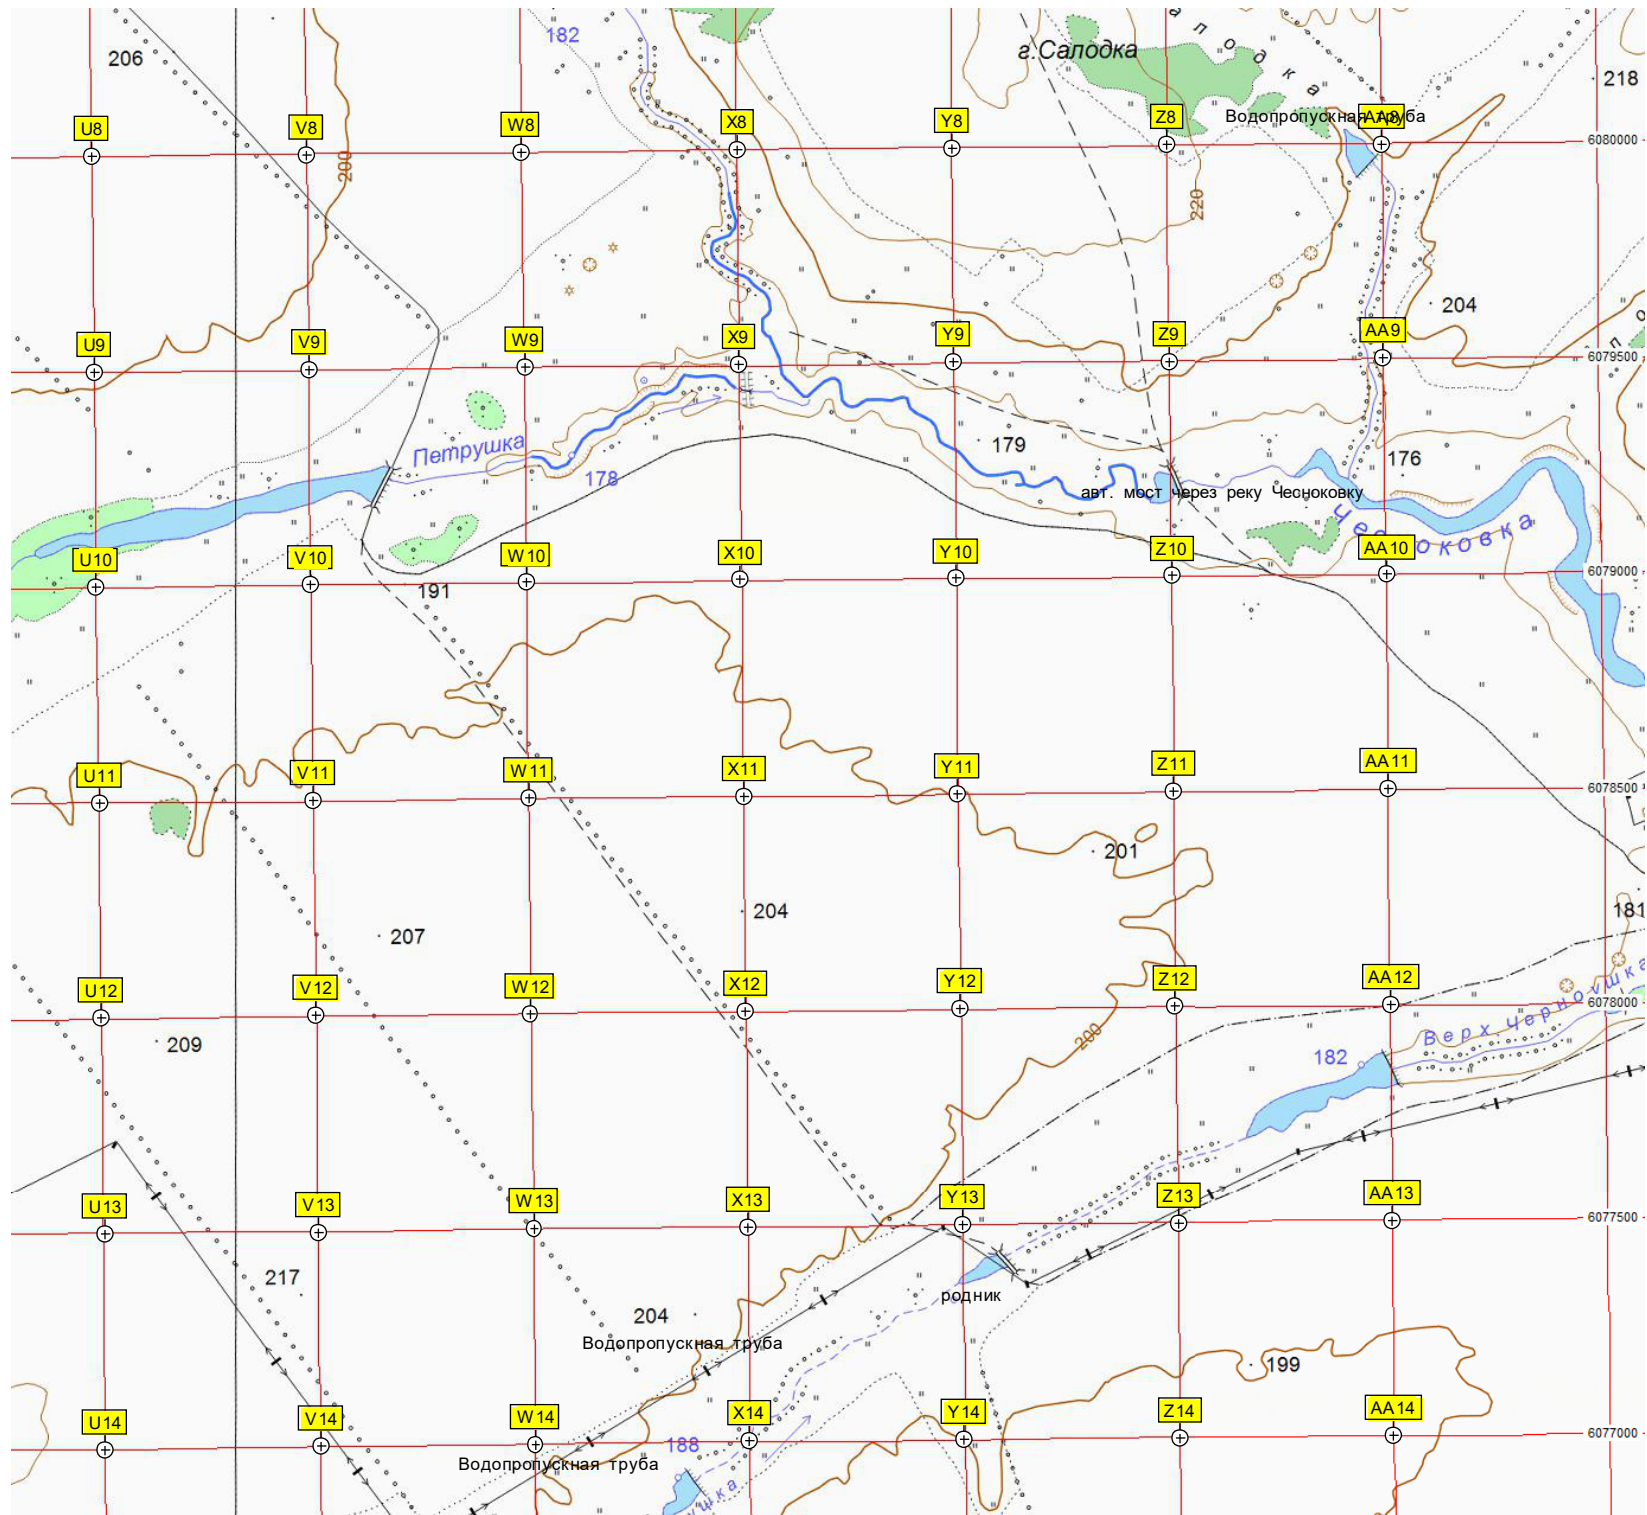 182
206
г.Салодка
а л о д к а
218
Водопропускная труба
U8
V8
W8
X8
Y8
Z8
AA8
6080000
200
220
204
U9
V9
W9
X9
Y9
Z9
AA9
6079500
Петрушка
178
179
176
авт. мост через реку Чесноковку
U10
V10
W10
X10
Y10
Z10
AA10
6079000
191
U11
V11
W11
X11
Y11
Z11
AA11
6078500
201
204
207
181
U12
V12
W12
X12
Y12
Z12
AA12
6078000
Верх.Черноушка
209
200
182
U13
V13
W13
X13
Y13
Z13
AA13
6077500
217
родник
204
Водопропускная труба
199
U14
V14
W14
X14
Y14
Z14
AA14
6077000
188
Водопропускная труба
ушка